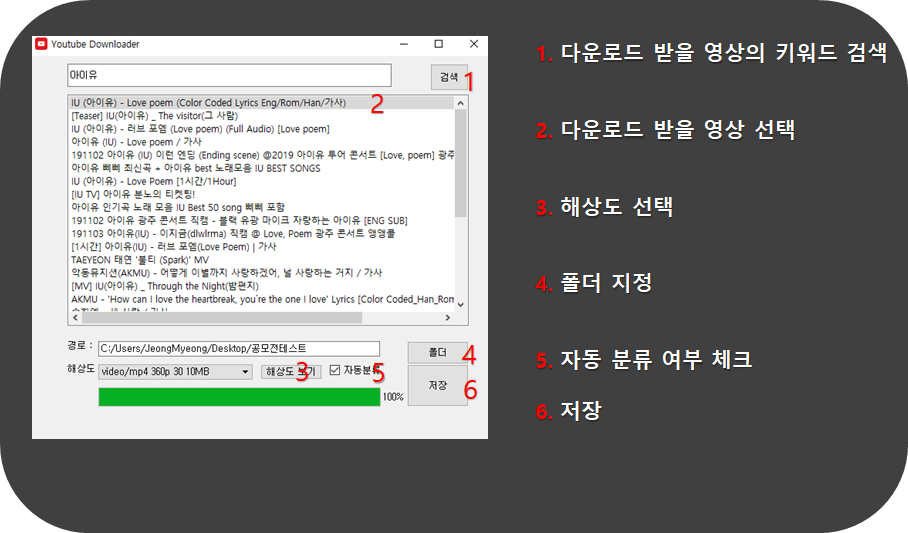 Youtube Downloader
아이유
검색
1
IU (아이유) - Love poem (Color Coded Lyrics Eng/Rom/Han/가사)
2
[Teaser] IU(아이유) _ The visitor(그 사람)
IU (아이유) - 러브 포엠 (Love poem) (Full Audio) [Love poem]
아이유 (IU) - Love poem / 가사
191102 아이유 (IU) 이런 엔딩 (Ending scene) @2019 아이유 투어 콘서트 [Love, poem] 광주
아이유 삐삐 최신곡 + 아이유 best 노래모음 IU BEST SONGS
IU (아이유) - Love Poem [1시간/1Hour]
[IU TV] 아이유 분노의 티켓팅!
아이유 인기곡 노래 모음 IU Best 50 song 삐삐 포함
191102 아이유 광주 콘서트 직캠 - 블랙 유광 마이크 자랑하는 아이유 [ENG SUB]
191103 아이유(IU) - 이지금(dlwlrma) 직캠 @ Love, Poem 광주 콘서트 앵앵콜
[1시간] 아이유(IU) - 러브 포엠(Love Poem) | 가사
TAEYEON 태연 '불티 (Spark)' MV
악동뮤지션(AKMU) - 어떻게 이별까지 사랑하겠어, 널 사랑하는 거지 / 가사
[MV] IU(아이유) _ Through the Night(밤편지)
AKMU - 'How can I love the heartbreak, you`re the one I love' Lyrics [Color Coded_Han_Rom
경로 :
C:/Users/JeongMyeong/Desktop/공모전테스트
폴더
4
해상도
video/mp4 360p 30 10MB
해상도 보기
3
자동분류
5
저장
6
100%
1. 다운로드 받을 영상의 키워드 검색
2. 다운로드 받을 영상 선택
3. 해상도 선택
4. 폴더 지정
5. 자동 분류 여부 체크
6. 저장